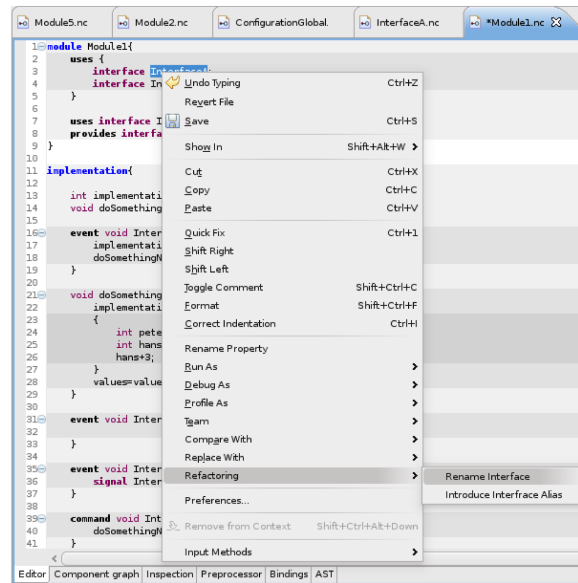 Module5.nc
Module2.nc
ConfigurationGlobal.
InterfaceA.nc
*Module1.nc
1 module Module1{
2 uses {
3 interface
4 interface In
5 }
6
7 uses interface I
8 provides interfa
9 }
10
11 implementation{
12
13 int implementati
14 void doSomething
15
16 event void Inter
17 implementati
18 doSomethingN
19 }
20
21 void doSomething
22 implementati
23 {
24 int pete
25 int hans
26 hans+3;
27 }
28 values=value
29 }
30
31 event void Inter
32
33 }
34
35 event void Inter
36 signal Inter
37 }
38
39 command void Int
40 doSomethingN
41 }
Undo Typing Ctrl+Z
Revert File
Save Ctrl+S
Show In Shift+Alt+W
Cut Ctrl+X
Copy Ctrl+C
Paste Ctrl+V
Quick Fix Ctrl+1
Shift Right
Shift Left
Toggle Comment Shift+Ctrl+C
Format Shift+Ctrl+F
Correct Indentation Ctrl+I
Rename Property
Run As
Debug As
Profile As
Team
Compare With
Replace With
Refactoring
Preferences...
Remove from Context Shift+Ctrl+Alt+Down
Input Methods
Rename Interface
Introduce Interfrace Alias
Editor Component graph Inspection Preprocessor Bindings AST